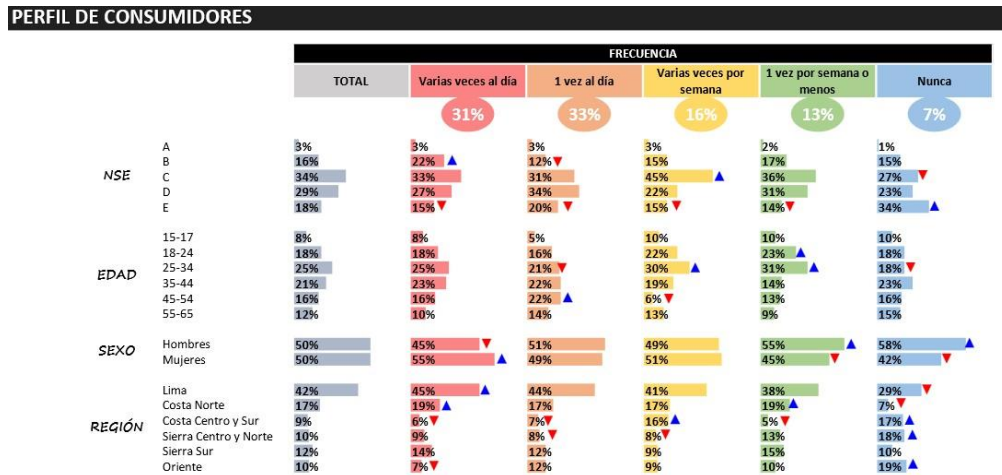 PERFIL DE CONSUMIDORES
FRECUENCIA
TOTAL Varias veces al día 1 vez al día Varias veces por semana 1 vez por semana o menos Nunca
31% 33% 16% 13% 7%
NSE
A 3% 3% 3% 3% 2% 1%
B 16% 22% 12% 15% 17% 15%
C 34% 33% 31% 45% 36% 27%
D 29% 27% 34% 22% 31% 23%
E 18% 15% 20% 15% 14% 34%
EDAD
15-17 8% 8% 5% 10% 10% 10%
18-24 18% 18% 16% 22% 23% 18%
25-34 25% 25% 21% 30% 31% 18%
35-44 21% 23% 22% 19% 14% 23%
45-54 16% 16% 22% 6% 13% 16%
55-65 12% 10% 14% 13% 9% 15%
SEXO
Hombres 50% 45% 51% 49% 55% 58%
Mujeres 50% 55% 49% 51% 45% 42%
REGIÓN
Lima 42% 45% 44% 41% 38% 29%
Costa Norte 17% 19% 17% 17% 19% 7%
Costa Centro y Sur 9% 6% 7% 16% 5% 17%
Sierra Centro y Norte 10% 9% 8% 8% 13% 18%
Sierra Sur 12% 14% 12% 9% 15% 10%
Oriente 10% 7% 12% 9% 10% 19%